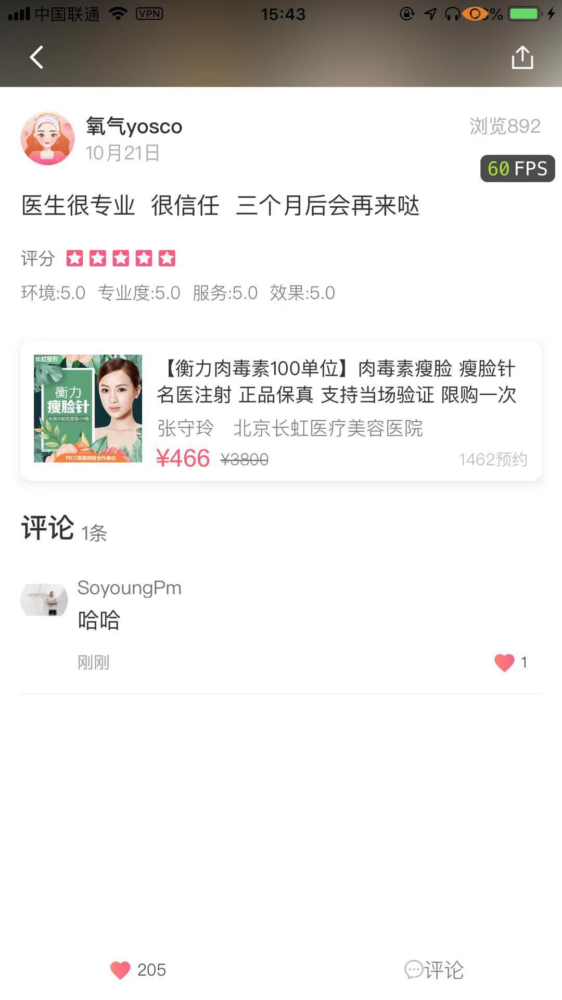 中国联通 VPN 15:43 %
氧气yosco
浏览892
10月21日
60 FPS
医生很专业 很信任 三个月后会再来哒
评分
环境:5.0 专业度:5.0 服务:5.0 效果:5.0
长虹整形
衡力
瘦脸针
告别大咬肌塑造小V脸
PICC医美保险合作单位
【衡力肉毒素100单位】肉毒素瘦脸 瘦脸针
名医注射 正品保真 支持当场验证 限购一次
张守玲 北京长虹医疗美容医院
¥466 ¥3800 1462预约
评论 1条
SoyoungPm
哈哈
刚刚 1
205 评论